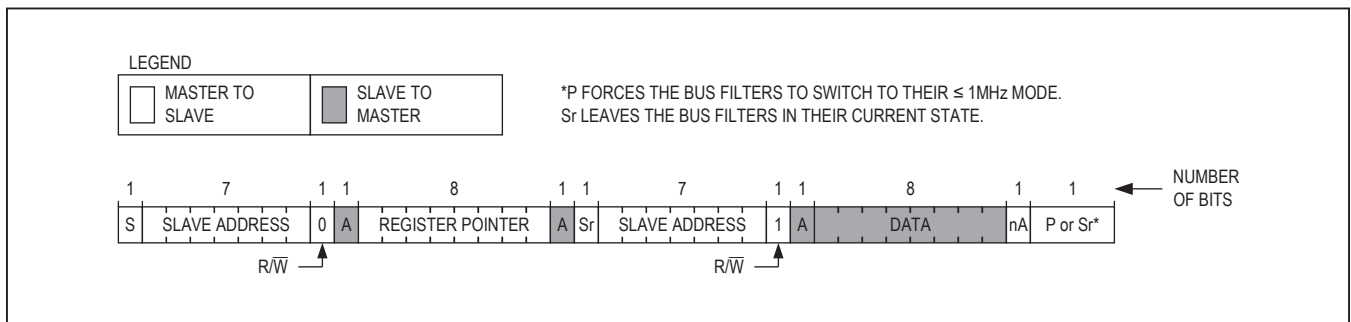 LEGEND
MASTER TO
SLAVE
SLAVE TO
MASTER
*P FORCES THE BUS FILTERS TO SWITCH TO THEIR ≤ 1MHz MODE.
Sr LEAVES THE BUS FILTERS IN THEIR CURRENT STATE.
1 7 1 1 8 1 1 7 1 1 8 1 1
NUMBER
OF BITS
S SLAVE ADDRESS 0 A REGISTER POINTER A Sr SLAVE ADDRESS 1 A DATA nA P or Sr*
R/W̅ R/W̅